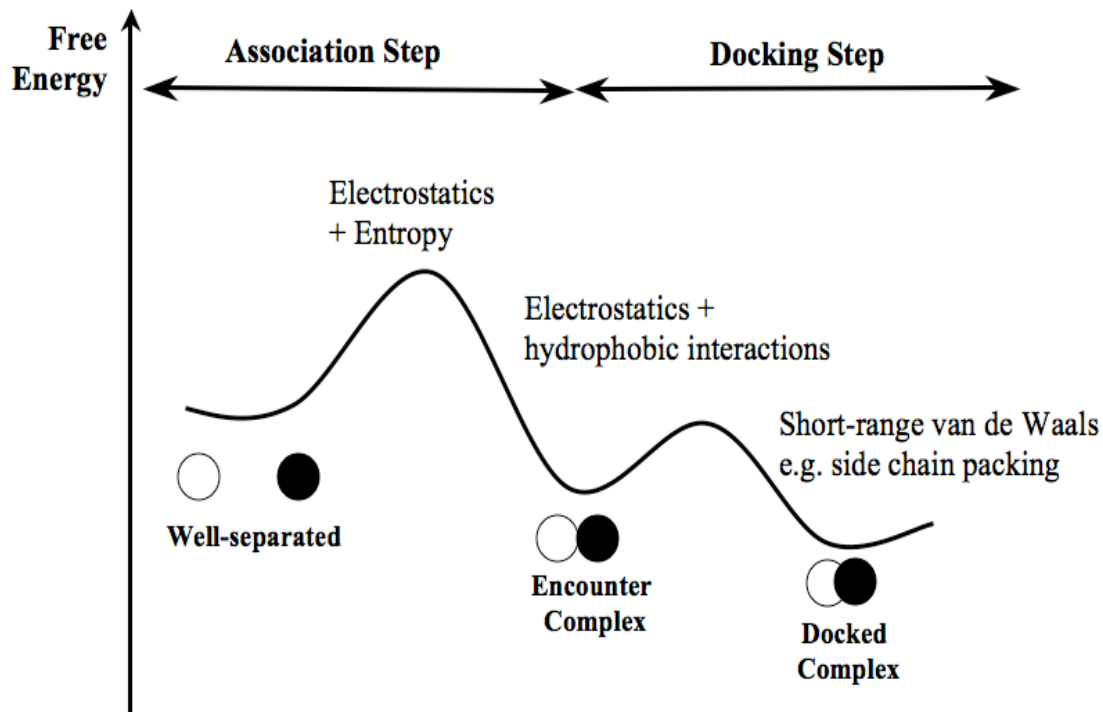 Free
Energy
Association Step
Docking Step
Electrostatics
+ Entropy
Electrostatics +
hydrophobic interactions
Short-range van de Waals
e.g. side chain packing
Well-separated
Encounter
Complex
Docked
Complex